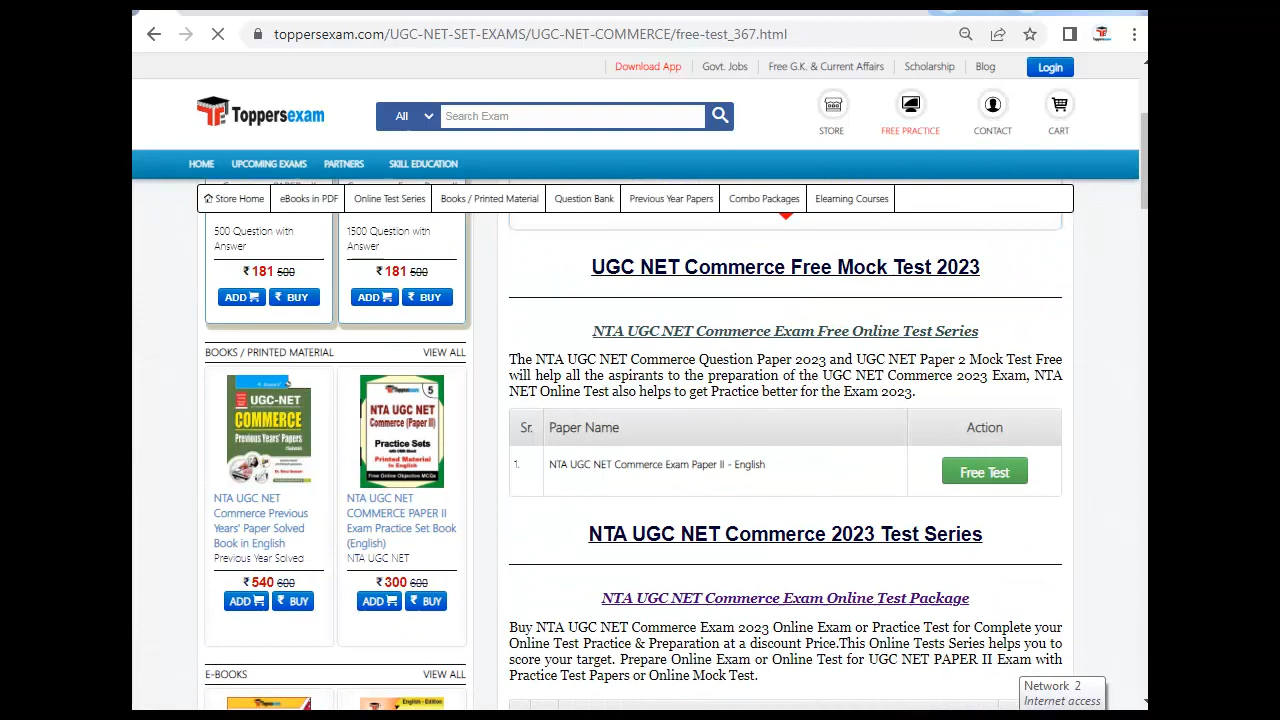 toppersexam.com/UGC-NET-SET-EXAMS/UGC-NET-COMMERCE/free-test_367.html
Download App Govt. Jobs Free G.K. & Current Affairs Scholarship Blog Login
Toppersexam
All Search Exam
STORE FREE PRACTICE CONTACT CART
HOME UPCOMING EXAMS PARTNERS SKILL EDUCATION
Store Home eBooks in PDF Online Test Series Books / Printed Material Question Bank Previous Year Papers Combo Packages Elearning Courses
500 Question with
Answer
₹ 181 500
ADD ₹ BUY
1500 Question with
Answer
₹ 181 500
ADD ₹ BUY
BOOKS / PRINTED MATERIAL VIEW ALL
UGC-NET
COMMERCE
Previous Years' Papers
NTA UGC NET
Commerce Previous
Years' Paper Solved
Book in English
Previous Year Solved
₹ 540 600
ADD ₹ BUY
Toppersexam 5
NTA UGC NET
Commerce (Paper II)
Practice Sets
Printed Material
in English
Free Online Objective MCQs
NTA UGC NET
COMMERCE PAPER II
Exam Practice Set Book
(English)
NTA UGC NET
₹ 300 600
ADD ₹ BUY
E-BOOKS VIEW ALL
Toppersexam
English - Edition
UGC NET Commerce Free Mock Test 2023
NTA UGC NET Commerce Exam Free Online Test Series
The NTA UGC NET Commerce Question Paper 2023 and UGC NET Paper 2 Mock Test Free
will help all the aspirants to the preparation of the UGC NET Commerce 2023 Exam, NTA
NET Online Test also helps to get Practice better for the Exam 2023.
Sr. Paper Name Action
1. NTA UGC NET Commerce Exam Paper II - English Free Test
NTA UGC NET Commerce 2023 Test Series
NTA UGC NET Commerce Exam Online Test Package
Buy NTA UGC NET Commerce Exam 2023 Online Exam or Practice Test for Complete your
Online Test Practice & Preparation at a discount Price.This Online Tests Series helps you to
score your target. Prepare Online Exam or Online Test for UGC NET PAPER II Exam with
Practice Test Papers or Online Mock Test.
Network 2
Internet access